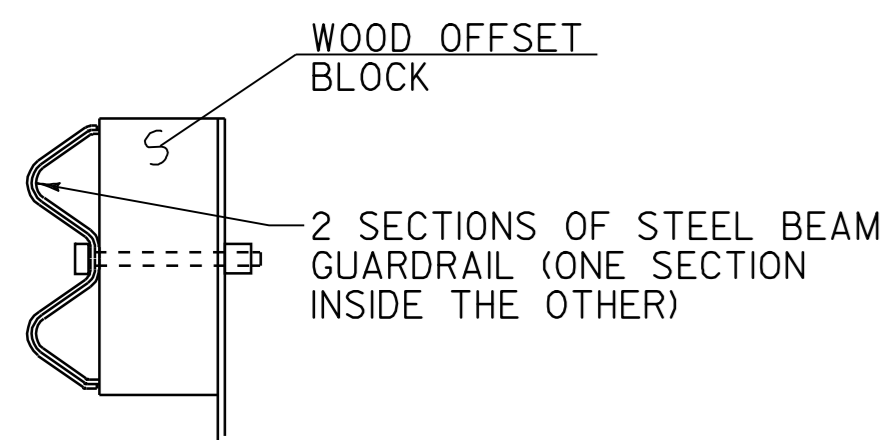 WOOD OFFSET
BLOCK
2 SECTIONS OF STEEL BEAM
GUARDRAIL (ONE SECTION
INSIDE THE OTHER)